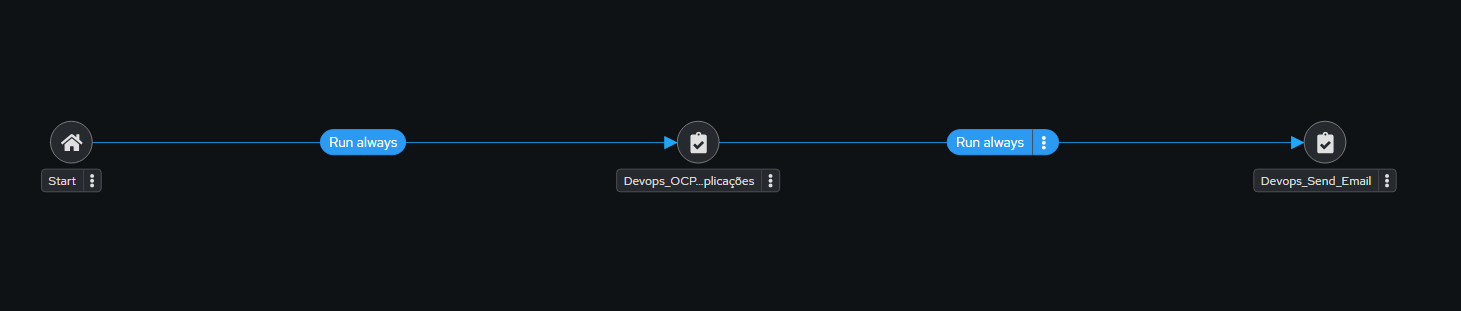 Run always
Run always
Start
Devops_OCP...plicações
Devops_Send_Email